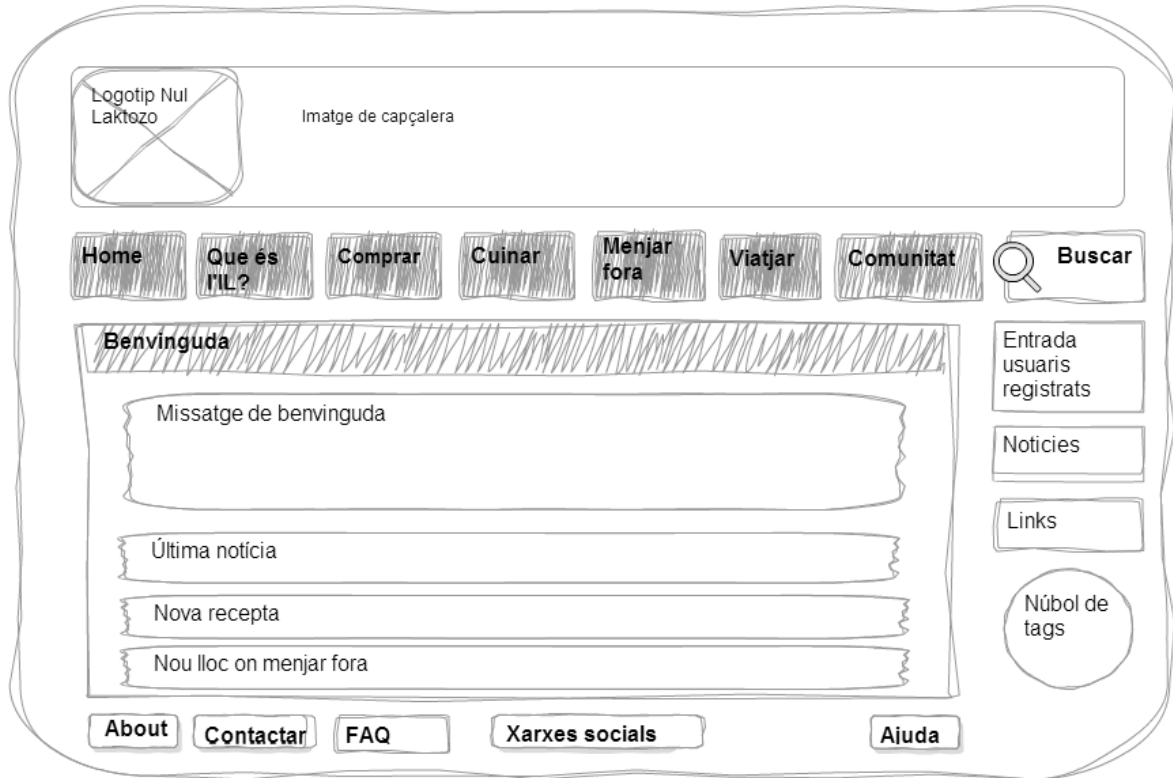 Logotip Nul
Laktozo
Imatge de capçalera
Home
Que és
l'IL?
Comprar
Cuinar
Menjar
fora
Viatjar
Comunitat
Buscar
Benvinguda
Missatge de benvinguda
Última notícia
Nova recepta
Nou lloc on menjar fora
Entrada
usuaris
registrats
Noticies
Links
Núbol de
tags
About
Contactar
FAQ
Xarxes socials
Ajuda